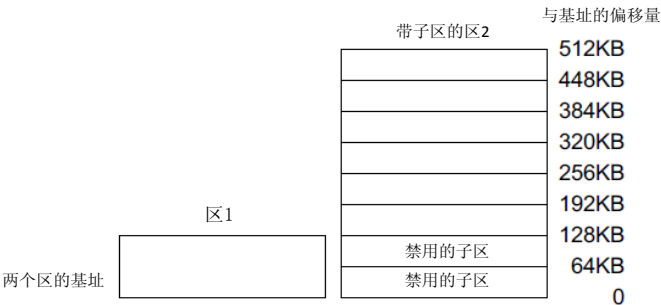 与基址的偏移量
带子区的区2
512KB
448KB
384KB
320KB
256KB
192KB
区1
128KB
禁用的子区
64KB
两个区的基址
禁用的子区
0